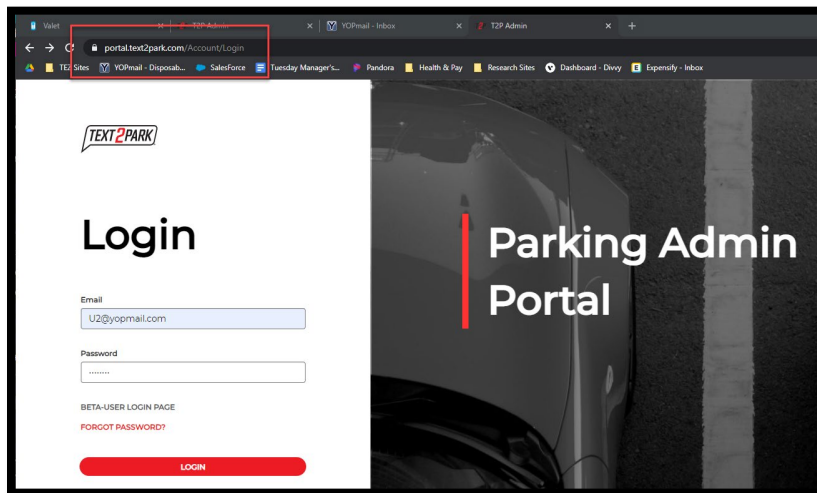 Valet
T2P Admin
YOPmail - Inbox
T2P Admin
portal.text2park.com/Account/Login
TEZ Sites
YOPmail - Disposab...
SalesForce
Tuesday Manager's...
Pandora
Health & Pay
Research Sites
Dashboard - Divvy
Expensify - Inbox
TEXT2PARK
Login
Parking Admin
Portal
Email
U2@yopmail.com
Password
........
BETA-USER LOGIN PAGE
FORGOT PASSWORD?
LOGIN